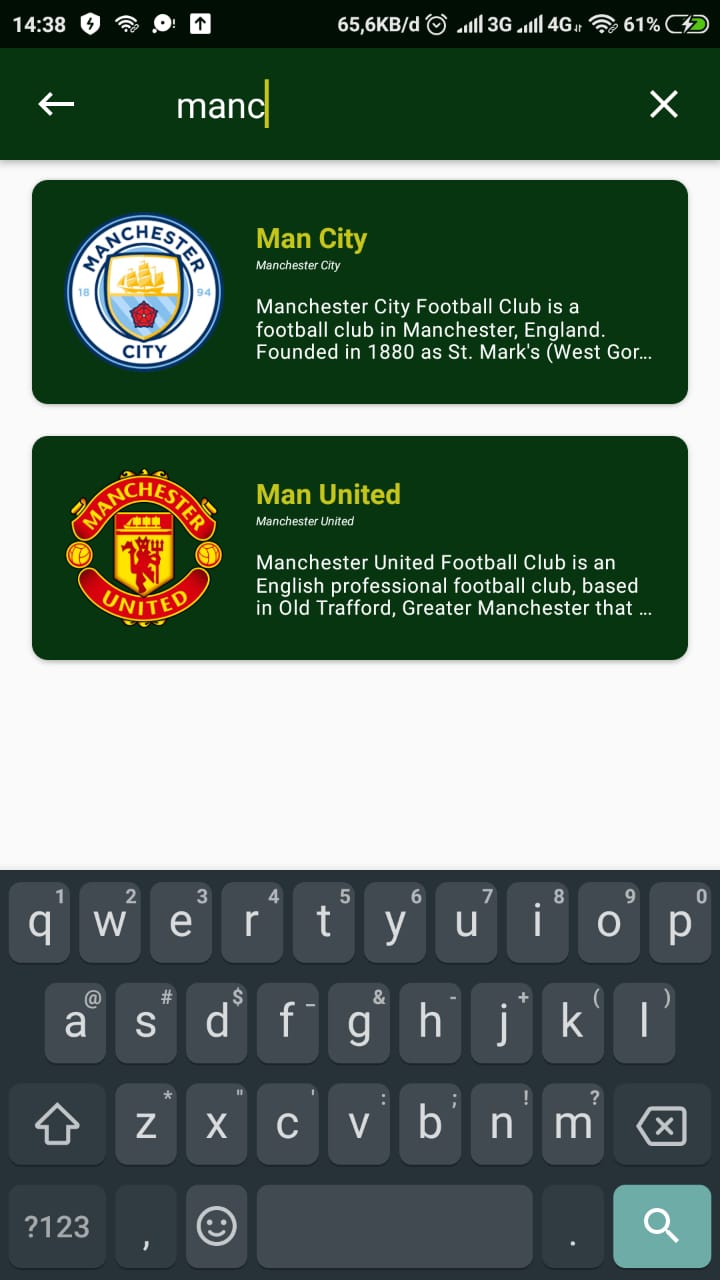 14:38 65,6KB/d 3G 4G 61%
manc
MANCHESTER
18 94
CITY
Man City
Manchester City
Manchester City Football Club is a
football club in Manchester, England.
Founded in 1880 as St. Mark's (West Gor...
MANCHESTER
UNITED
Man United
Manchester United
Manchester United Football Club is an
English professional football club, based
in Old Trafford, Greater Manchester that ...
1 2 3 4 5 6 7 8 9 0
q w e r t y u i o p
@ # $ _ & - + ( )
a s d f g h j k l
* " ' : ; ! ?
z x c v b n m
?123 , .